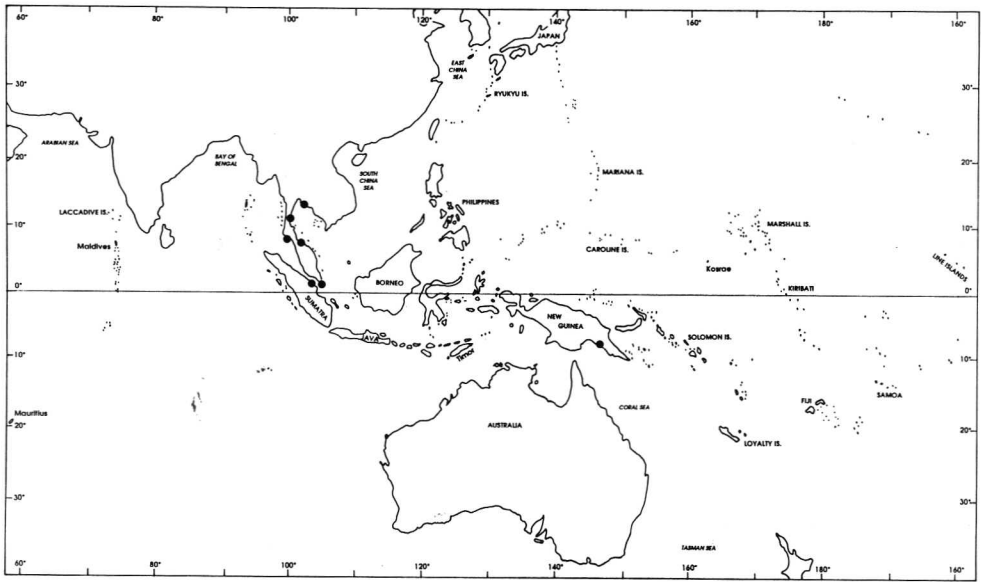 60° 80° 100° 120° 140° 160° 180° 160°
JAPAN
EAST
CHINA
SEA
30° 30°
RYUKYU IS.
ARABIAN SEA
BAY OF
BENGAL
20° 20°
SOUTH
CHINA
SEA
MARIANA IS.
LACCADIVE IS.
PHILIPPINES
10° 10°
MARSHALL IS.
Maldives
CAROLINE IS.
Kosrae
LINE ISLANDS
0° 0°
BORNEO
KIRIBATI
SUMATRA
NEW
GUINEA
JAVA
SOLOMON IS.
Timor
10° 10°
SAMOA
Mauritius
FIJI
CORAL SEA
20° 20°
AUSTRALIA
LOYALTY IS.
30° 30°
TASMAN SEA
60° 80° 100° 120° 140° 160° 180° 160°